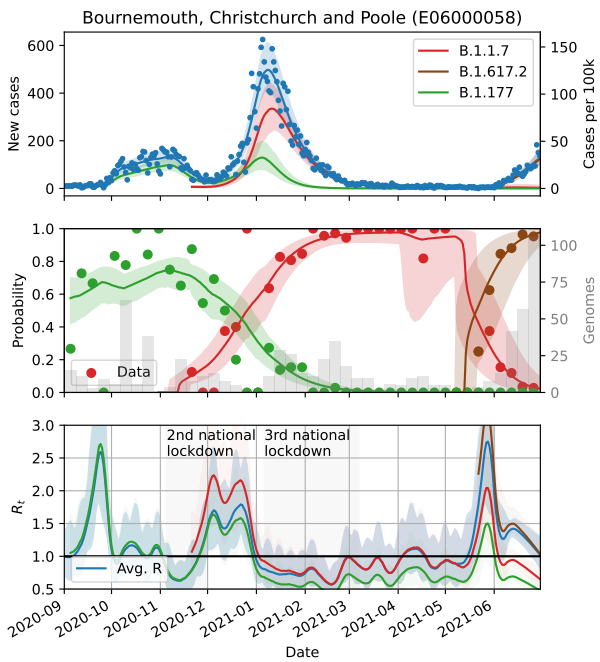 Bournemouth, Christchurch and Poole (E06000058)
600
400
200
0
New cases
B.1.1.7
B.1.617.2
B.1.177
150
100
50
0
Cases per 100k
1.0
0.8
0.6
0.4
0.2
0.0
Probability
Data
100
75
50
25
0
Genomes
3.0
2.5
2.0
1.5
1.0
0.5
Rt
2nd national
lockdown
3rd national
lockdown
Avg. R
2020-09
2020-10
2020-11
2020-12
2021-01
2021-02
2021-03
2021-04
2021-05
2021-06
Date